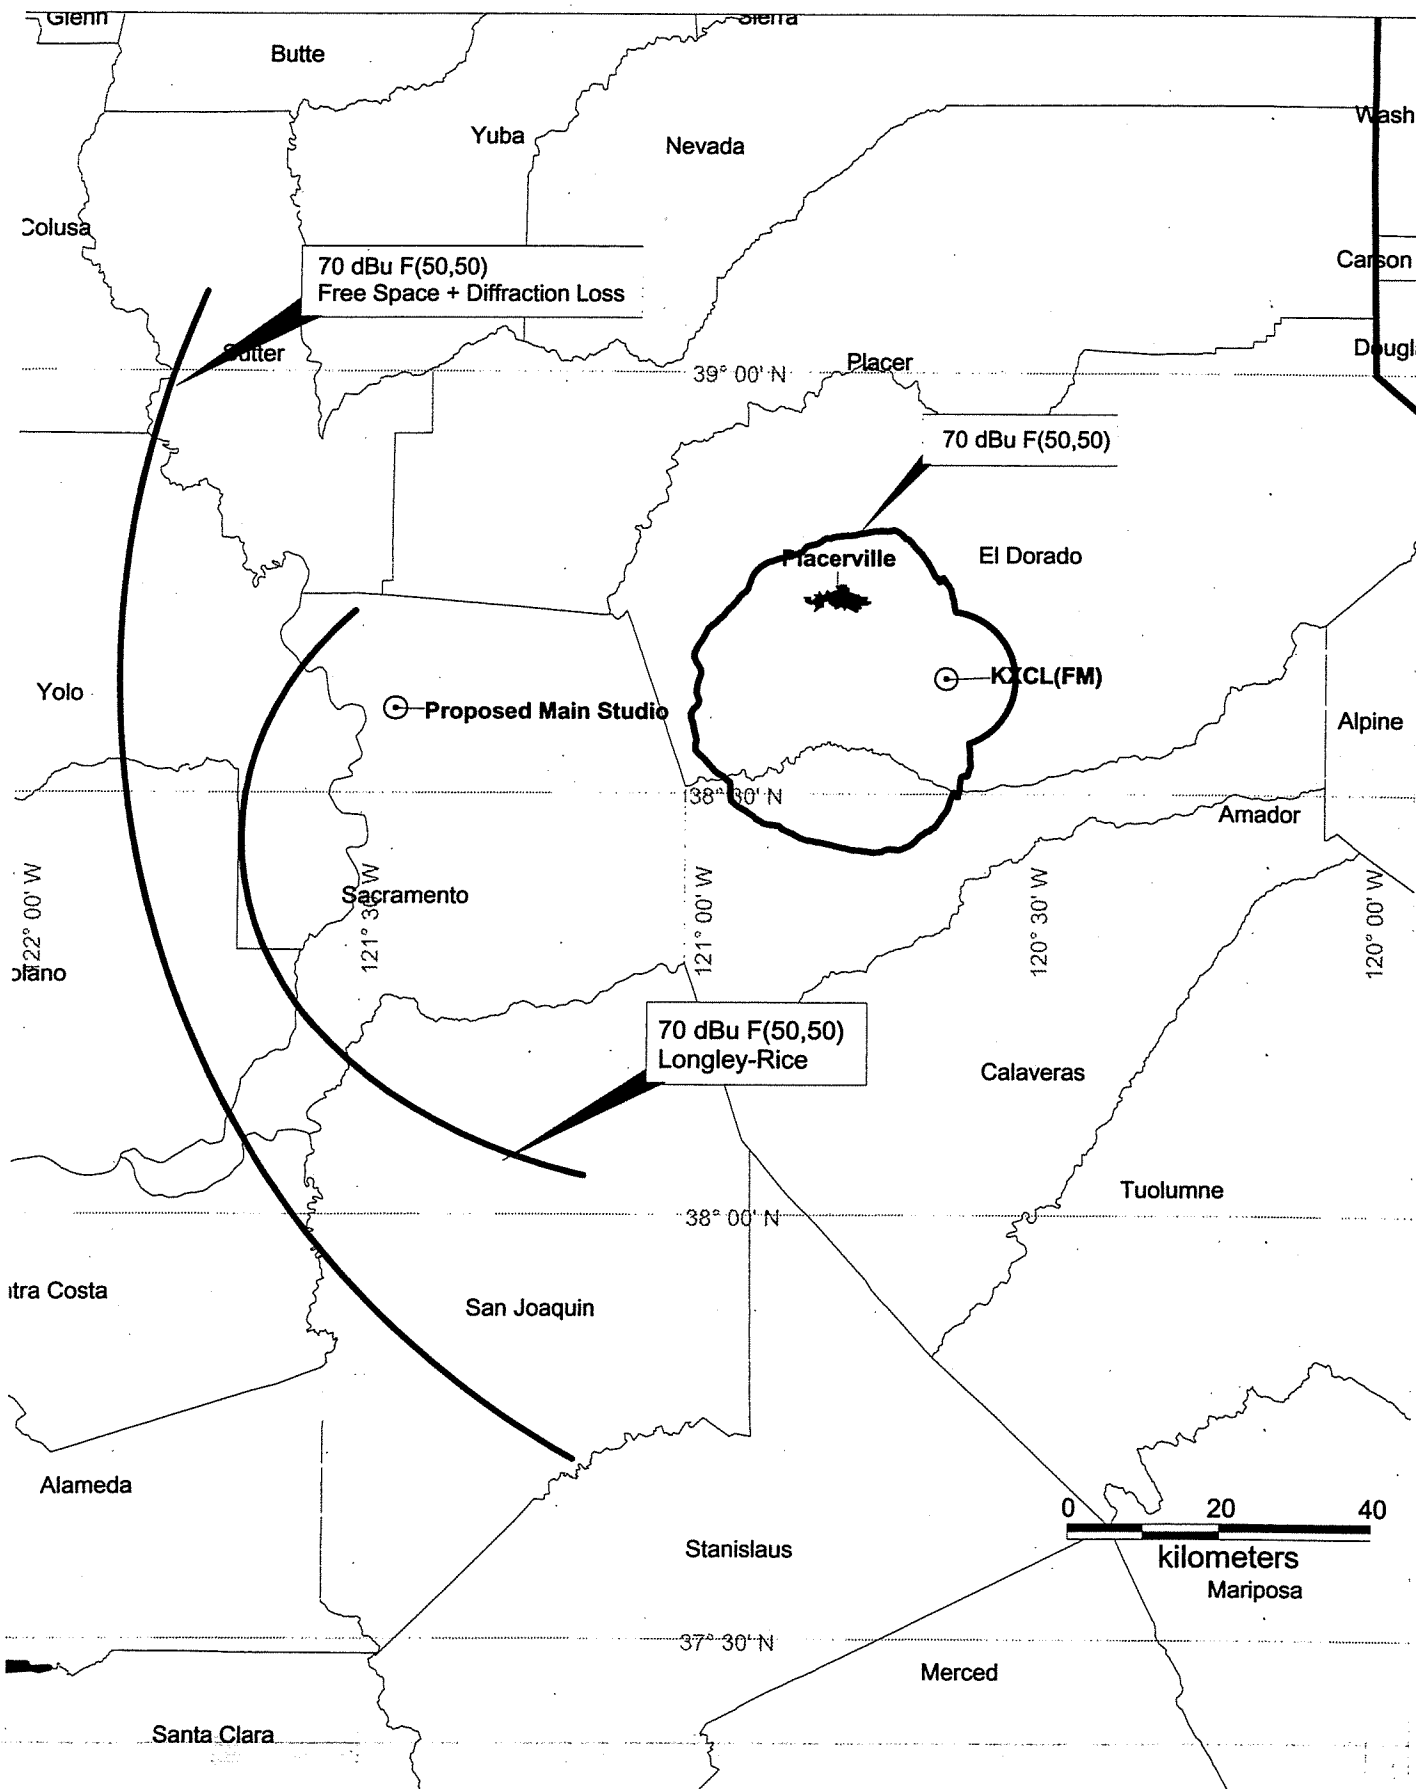 Glenn
Sierra
Butte
Wash
Yuba
Nevada
Colusa
Carson
70 dBu F(50,50)
Free Space + Diffraction Loss
Sutter
Dougl
39° 00' N
Placer
70 dBu F(50,50)
Placerville
El Dorado
Yolo
KXCL(FM)
Proposed Main Studio
Alpine
38° 30' N
Amador
122° 00' W
Sacramento
121° 30' W
121° 00' W
120° 30' W
120° 00' W
olano
70 dBu F(50,50)
Longley-Rice
Calaveras
Tuolumne
38° 00' N
ntra Costa
San Joaquin
Alameda
0 20 40
kilometers
Stanislaus
Mariposa
37° 30' N
Merced
Santa Clara